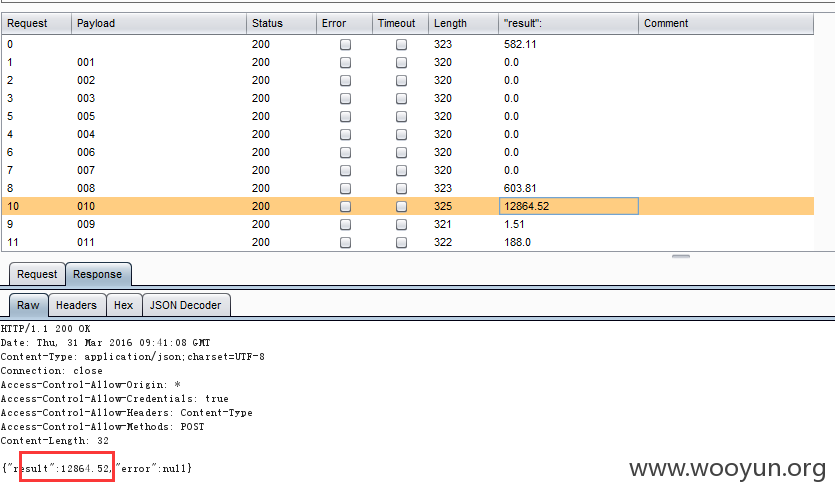 Request Payload Status Error Timeout Length "result": Comment
0 200 323 582.11
1 001 200 320 0.0
2 002 200 320 0.0
3 003 200 320 0.0
5 005 200 320 0.0
4 004 200 320 0.0
6 006 200 320 0.0
7 007 200 320 0.0
8 008 200 323 603.81
10 010 200 325 12864.52
9 009 200 321 1.51
11 011 200 322 188.0
Request Response
Raw Headers Hex JSON Decoder
HTTP/1.1 200 OK
Date: Thu, 31 Mar 2016 09:41:08 GMT
Content-Type: application/json;charset=UTF-8
Connection: close
Access-Control-Allow-Origin: *
Access-Control-Allow-Credentials: true
Access-Control-Allow-Headers: Content-Type
Access-Control-Allow-Methods: POST
Content-Length: 32
{"result":12864.52,"error":null}
www.wooyun.org